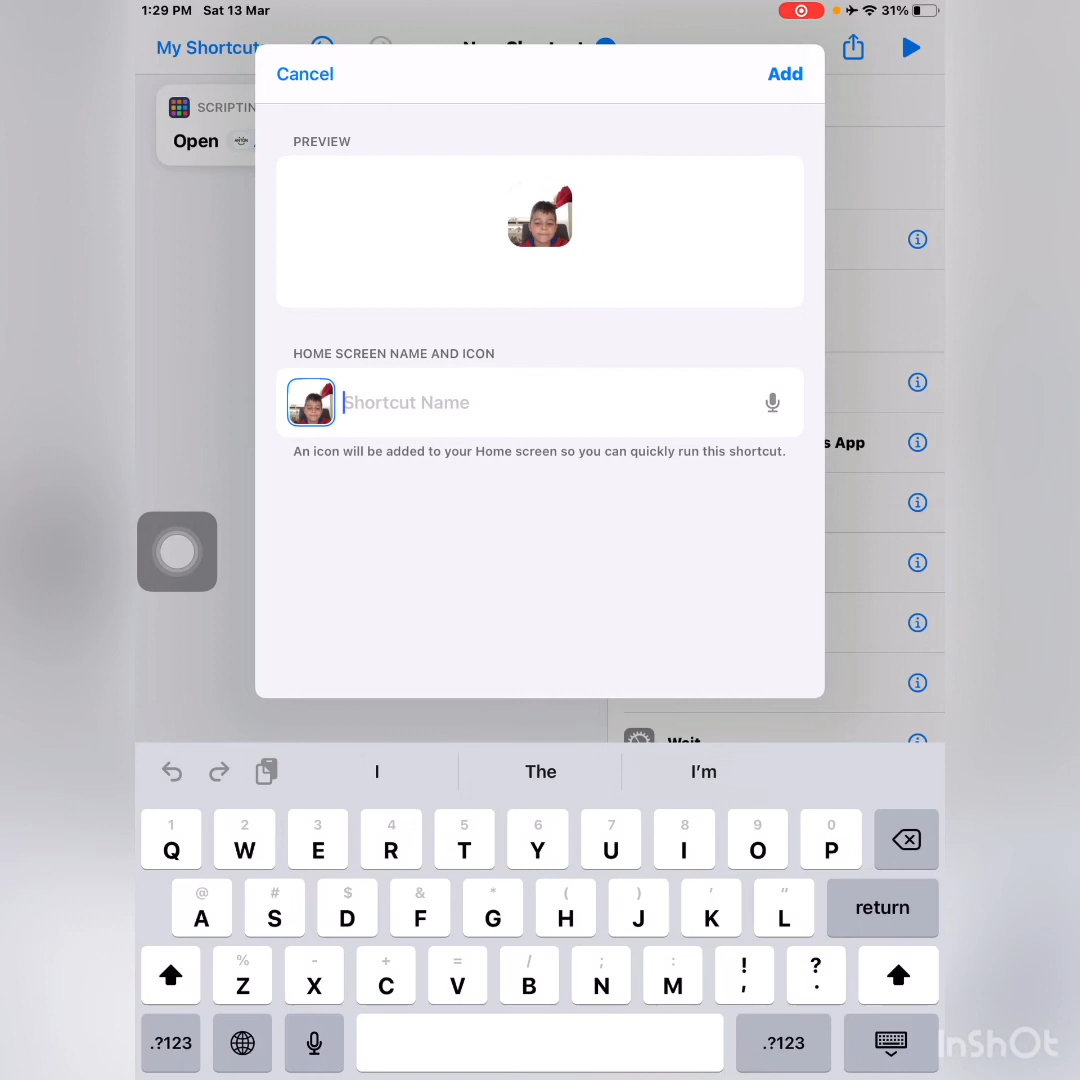 1:29 PM Sat 13 Mar
31%
My Shortcut
Cancel
Add
SCRIPTIN
Open
PREVIEW
HOME SCREEN NAME AND ICON
Shortcut Name
s App
An icon will be added to your Home screen so you can quickly run this shortcut.
Wait
I The I'm
1 2 3 4 5 6 7 8 9 0
Q W E R T Y U I O P
@ # $ & * ( ) ' "
A S D F G H J K L return
% - + = / ; : ! ?
Z X C V B N M , .
.?123 .?123
InShOt